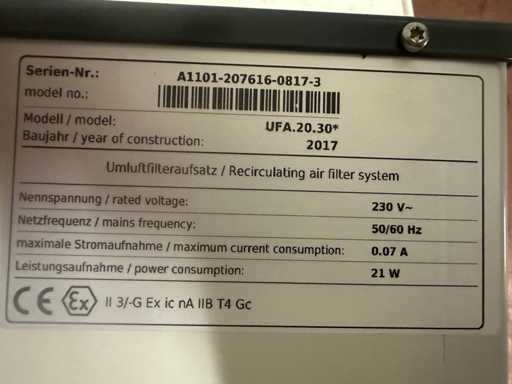 Serien-Nr.: A1101-207616-0817-3
model no.:
Modell / model: UFA.20.30*
Baujahr / year of construction: 2017
Umluftfilteraufsatz / Recirculating air filter system
Nennspannung / rated voltage: 230 V~
Netzfrequenz / mains frequency: 50/60 Hz
maximale Stromaufnahme / maximum current consumption: 0.07 A
Leistungsaufnahme / power consumption: 21 W
CE Ex II 3/-G Ex ic nA IIB T4 Gc